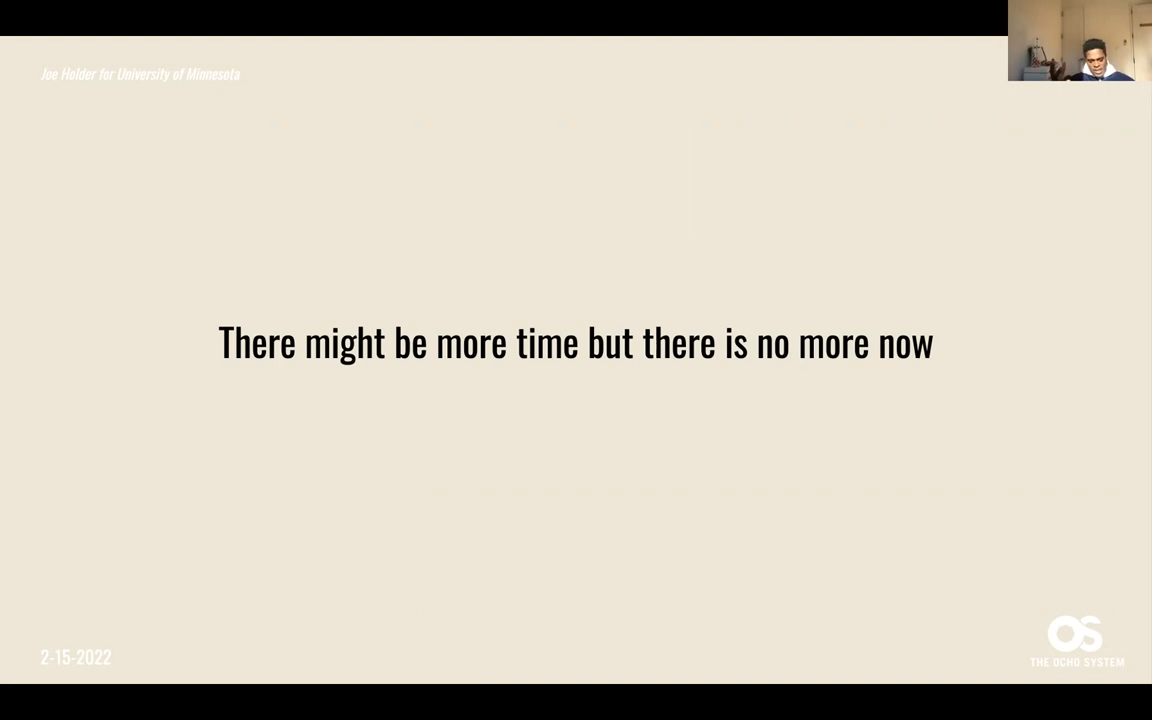 Joe Holder for University of Minnesota
There might be more time but there is no more now
2-15-2022
OS
THE OCHO SYSTEM